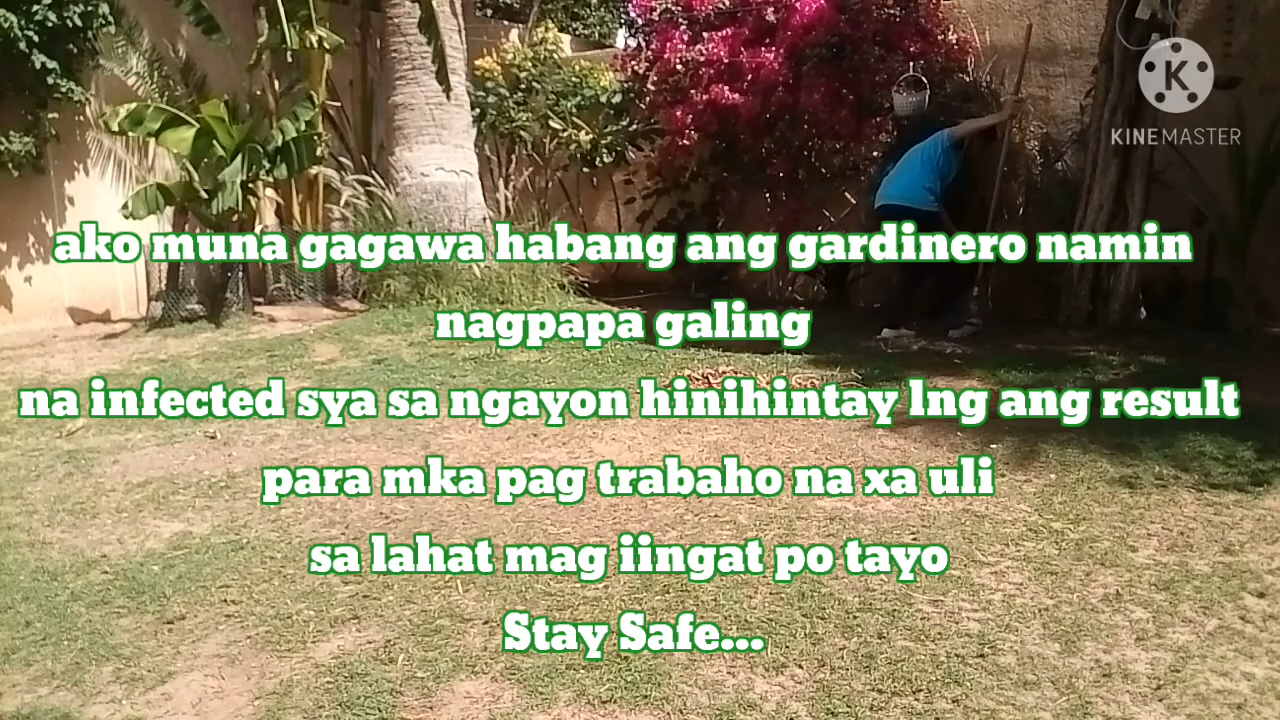 KINEMASTER
ako muna gagawa habang ang gardinero namin
nagpapa galing
na infected sya sa ngayon hinihintay lng ang result
para mka pag trabaho na xa uli
sa lahat mag iingat po tayo
Stay Safe...